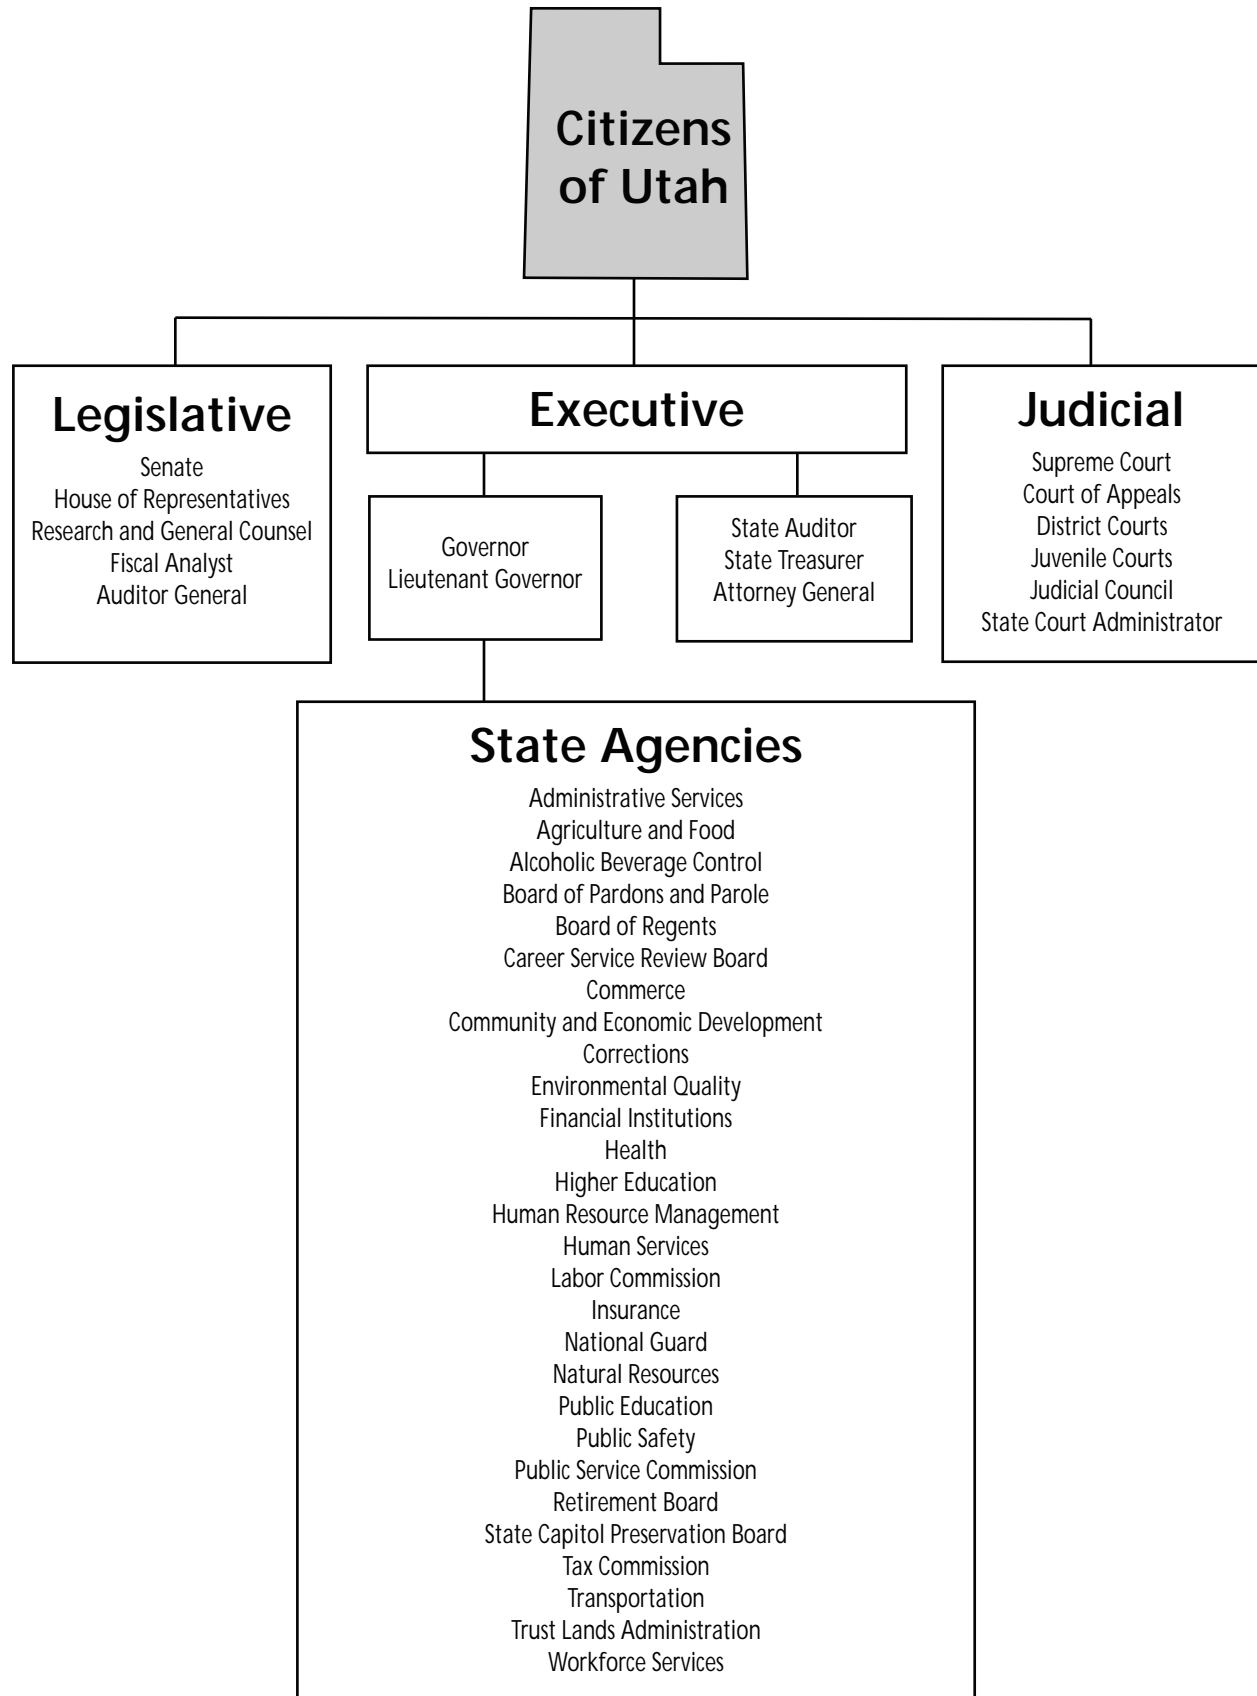 Citizens
of Utah
Legislative
Senate
House of Representatives
Research and General Counsel
Fiscal Analyst
Auditor General
Executive
Governor
Lieutenant Governor
State Auditor
State Treasurer
Attorney General
Judicial
Supreme Court
Court of Appeals
District Courts
Juvenile Courts
Judicial Council
State Court Administrator
State Agencies
Administrative Services
Agriculture and Food
Alcoholic Beverage Control
Board of Pardons and Parole
Board of Regents
Career Service Review Board
Commerce
Community and Economic Development
Corrections
Environmental Quality
Financial Institutions
Health
Higher Education
Human Resource Management
Human Services
Labor Commission
Insurance
National Guard
Natural Resources
Public Education
Public Safety
Public Service Commission
Retirement Board
State Capitol Preservation Board
Tax Commission
Transportation
Trust Lands Administration
Workforce Services